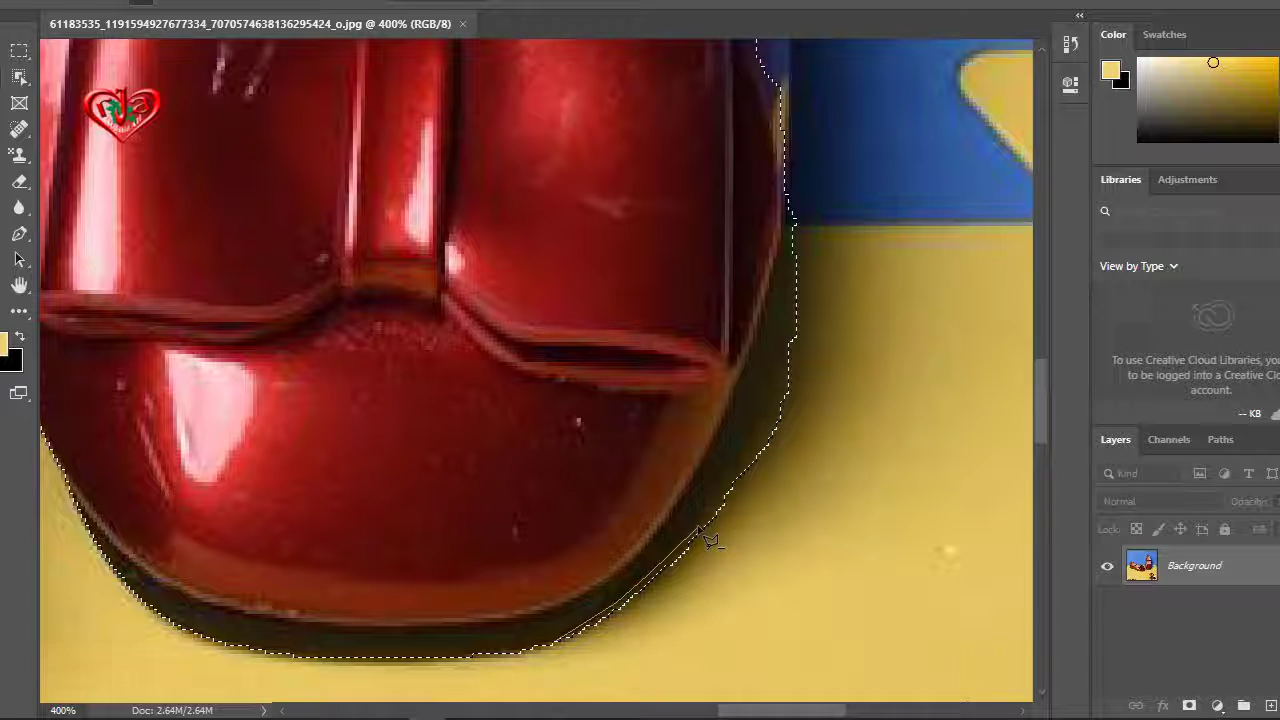 61183535_1191594927677334_7070574638136295424_o.jpg @ 400% (RGB/8) ×
Color Swatches
Libraries Adjustments
View by Type
To use Creative Cloud Libraries, you
to be logged into a Creative Clo
account.
-- KB
Layers Channels Paths
Kind
Normal Opacity:
Lock:
Background
400% Doc: 2.64M/2.64M